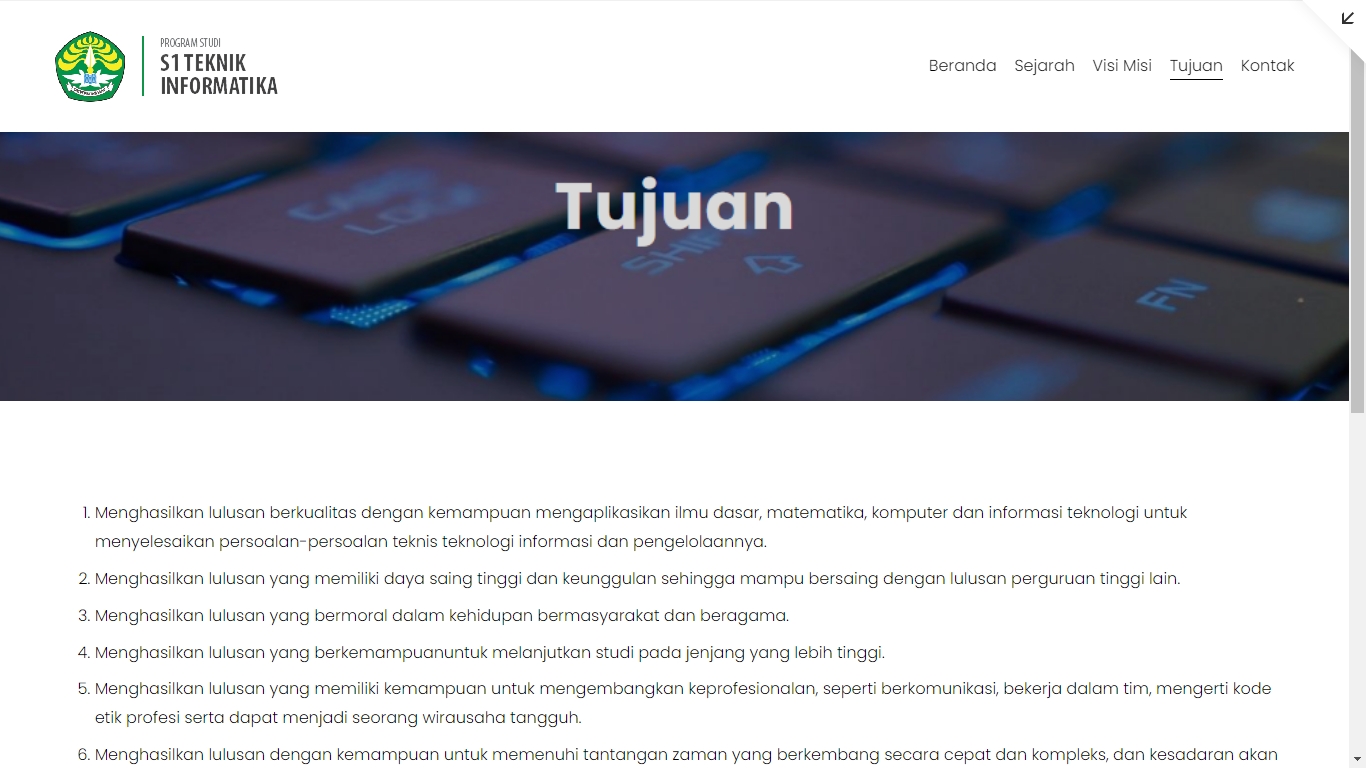 PROGRAM STUDI
S1 TEKNIK
INFORMATIKA
Beranda Sejarah Visi Misi Tujuan Kontak
Tujuan
CAPS
LOCK
SHIFT
FN
1. Menghasilkan lulusan berkualitas dengan kemampuan mengaplikasikan ilmu dasar, matematika, komputer dan informasi teknologi untuk
menyelesaikan persoalan-persoalan teknis teknologi informasi dan pengelolaannya.
2. Menghasilkan lulusan yang memiliki daya saing tinggi dan keunggulan sehingga mampu bersaing dengan lulusan perguruan tinggi lain.
3. Menghasilkan lulusan yang bermoral dalam kehidupan bermasyarakat dan beragama.
4. Menghasilkan lulusan yang berkemampuanuntuk melanjutkan studi pada jenjang yang lebih tinggi.
5. Menghasilkan lulusan yang memiliki kemampuan untuk mengembangkan keprofesionalan, seperti berkomunikasi, bekerja dalam tim, mengerti kode
etik profesi serta dapat menjadi seorang wirausaha tangguh.
6. Menghasilkan lulusan dengan kemampuan untuk memenuhi tantangan zaman yang berkembang secara cepat dan kompleks, dan kesadaran akan